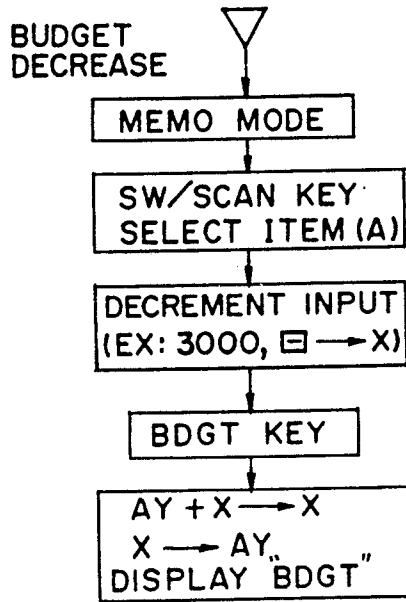 BUDGET
DECREASE
MEMO MODE
SW/SCAN KEY
SELECT ITEM (A)
DECREMENT INPUT
(EX: 3000, ⊟ → X)
BDGT KEY
AY + X → X
X → AY
DISPLAY "BDGT"